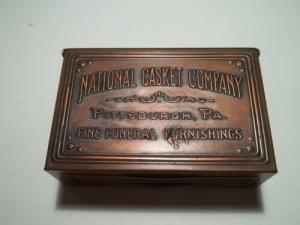 NATIONAL CASKET COMPANY
PITTSBURGH, PA.
FINE FUNERAL FURNISHINGS